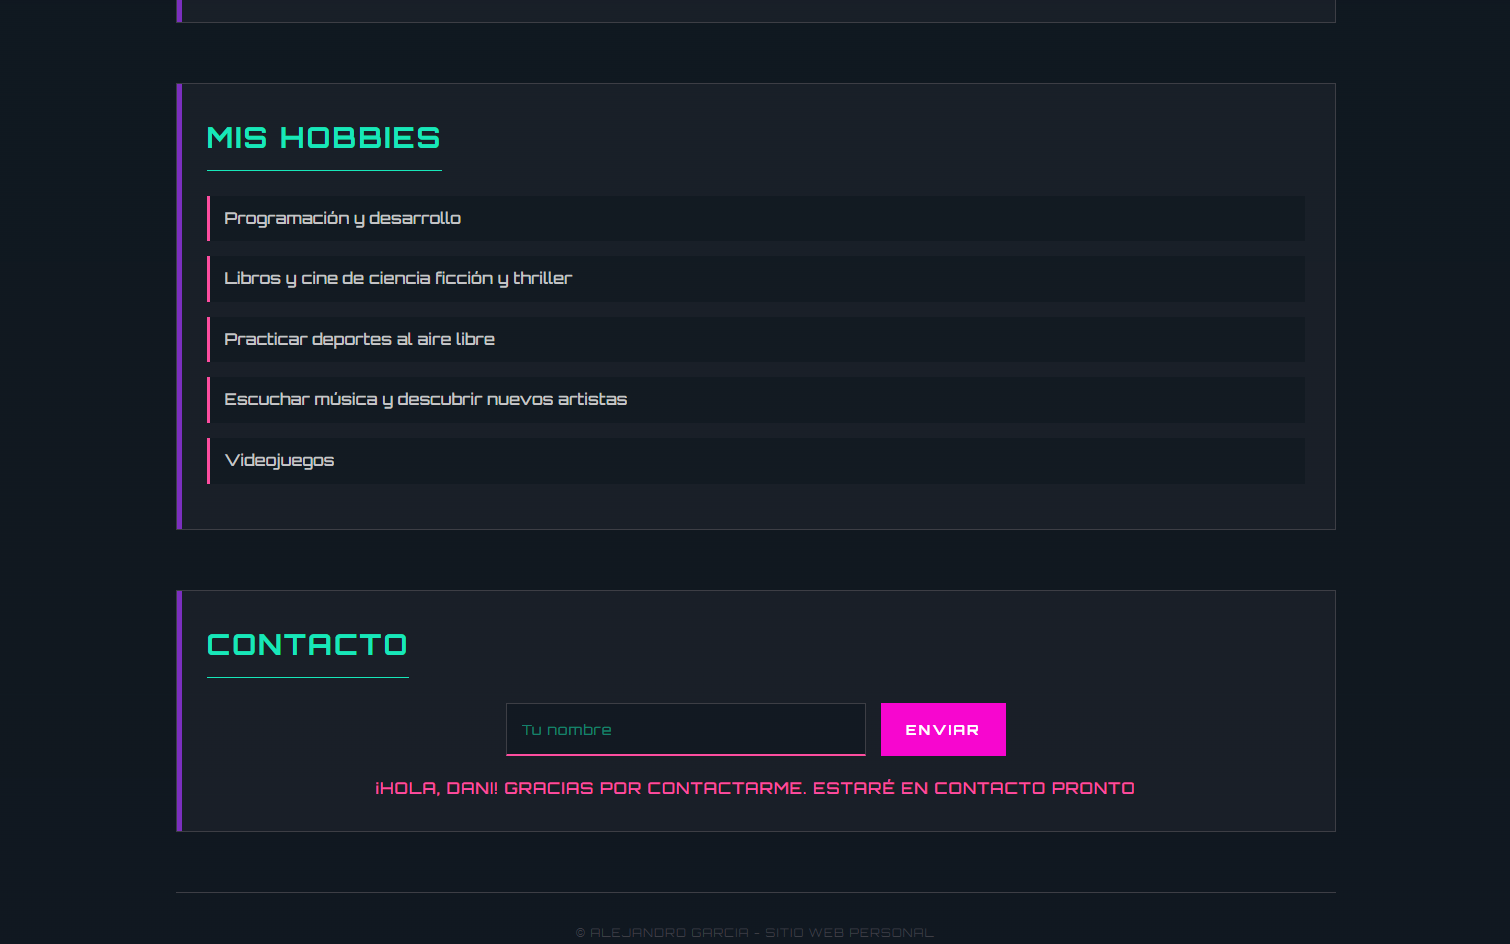 MIS HOBBIES
Programación y desarrollo
Libros y cine de ciencia ficción y thriller
Practicar deportes al aire libre
Escuchar música y descubrir nuevos artistas
Videojuegos
CONTACTO
Tu nombre
ENVIAR
¡HOLA, DANI! GRACIAS POR CONTACTARME. ESTARÉ EN CONTACTO PRONTO
© ALEJANDRO GARCIA - SITIO WEB PERSONAL